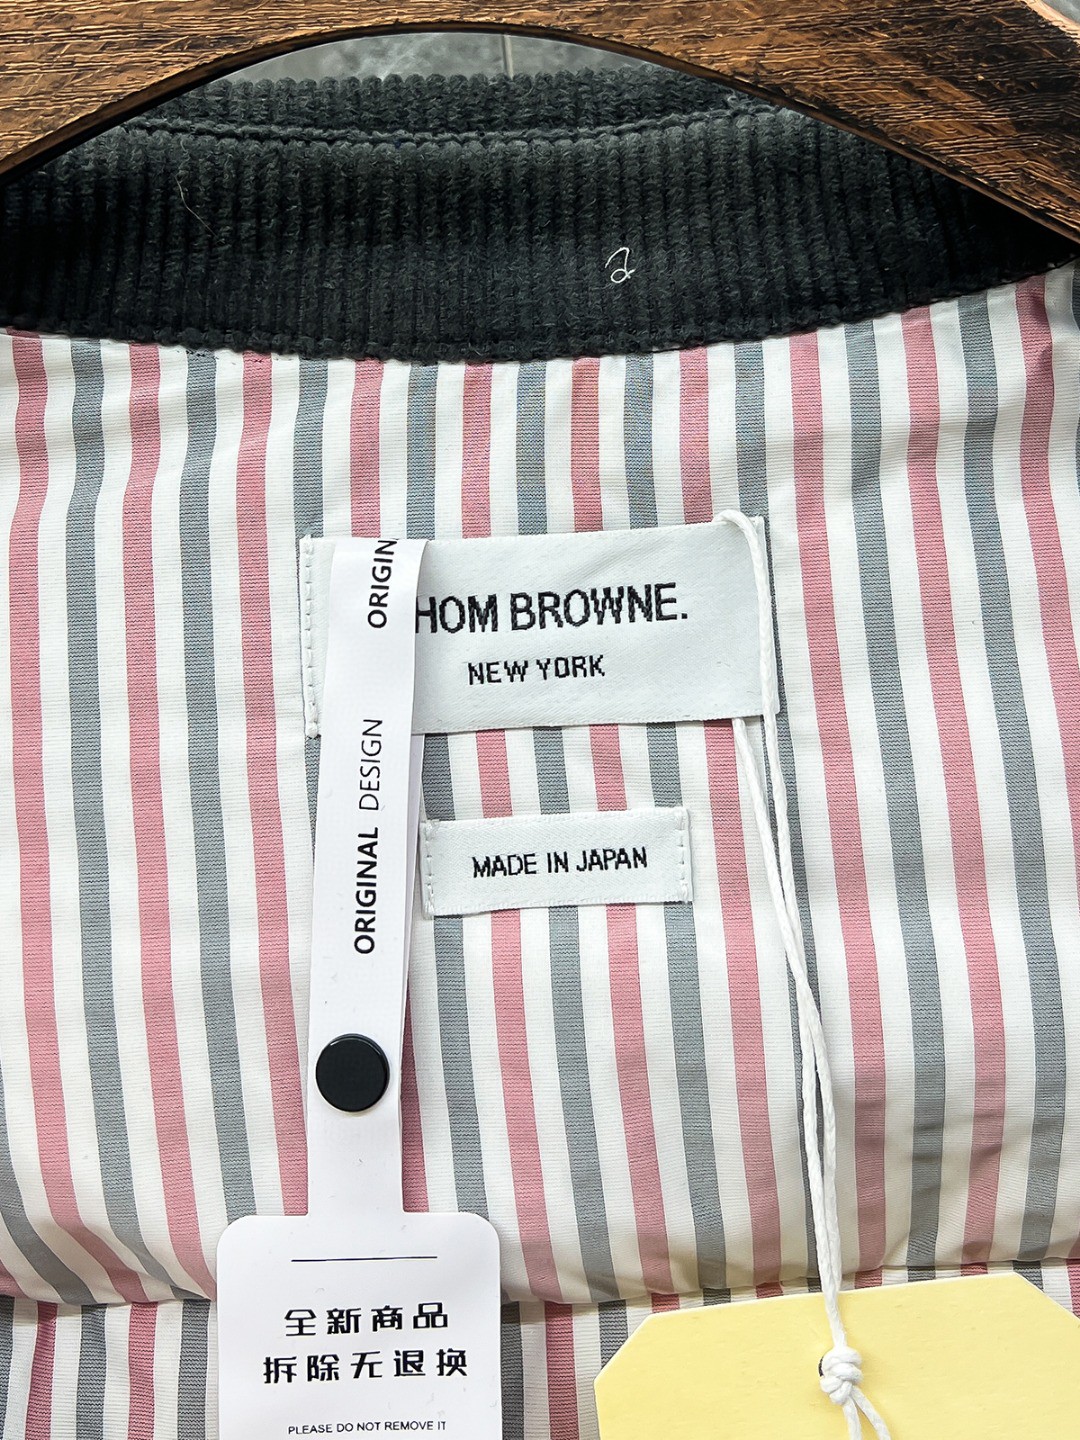 ORIGIN
HOM BROWNE.
NEW YORK
ORIGINAL DESIGN
MADE IN JAPAN
全新商品
拆除无退换
PLEASE DO NOT REMOVE IT